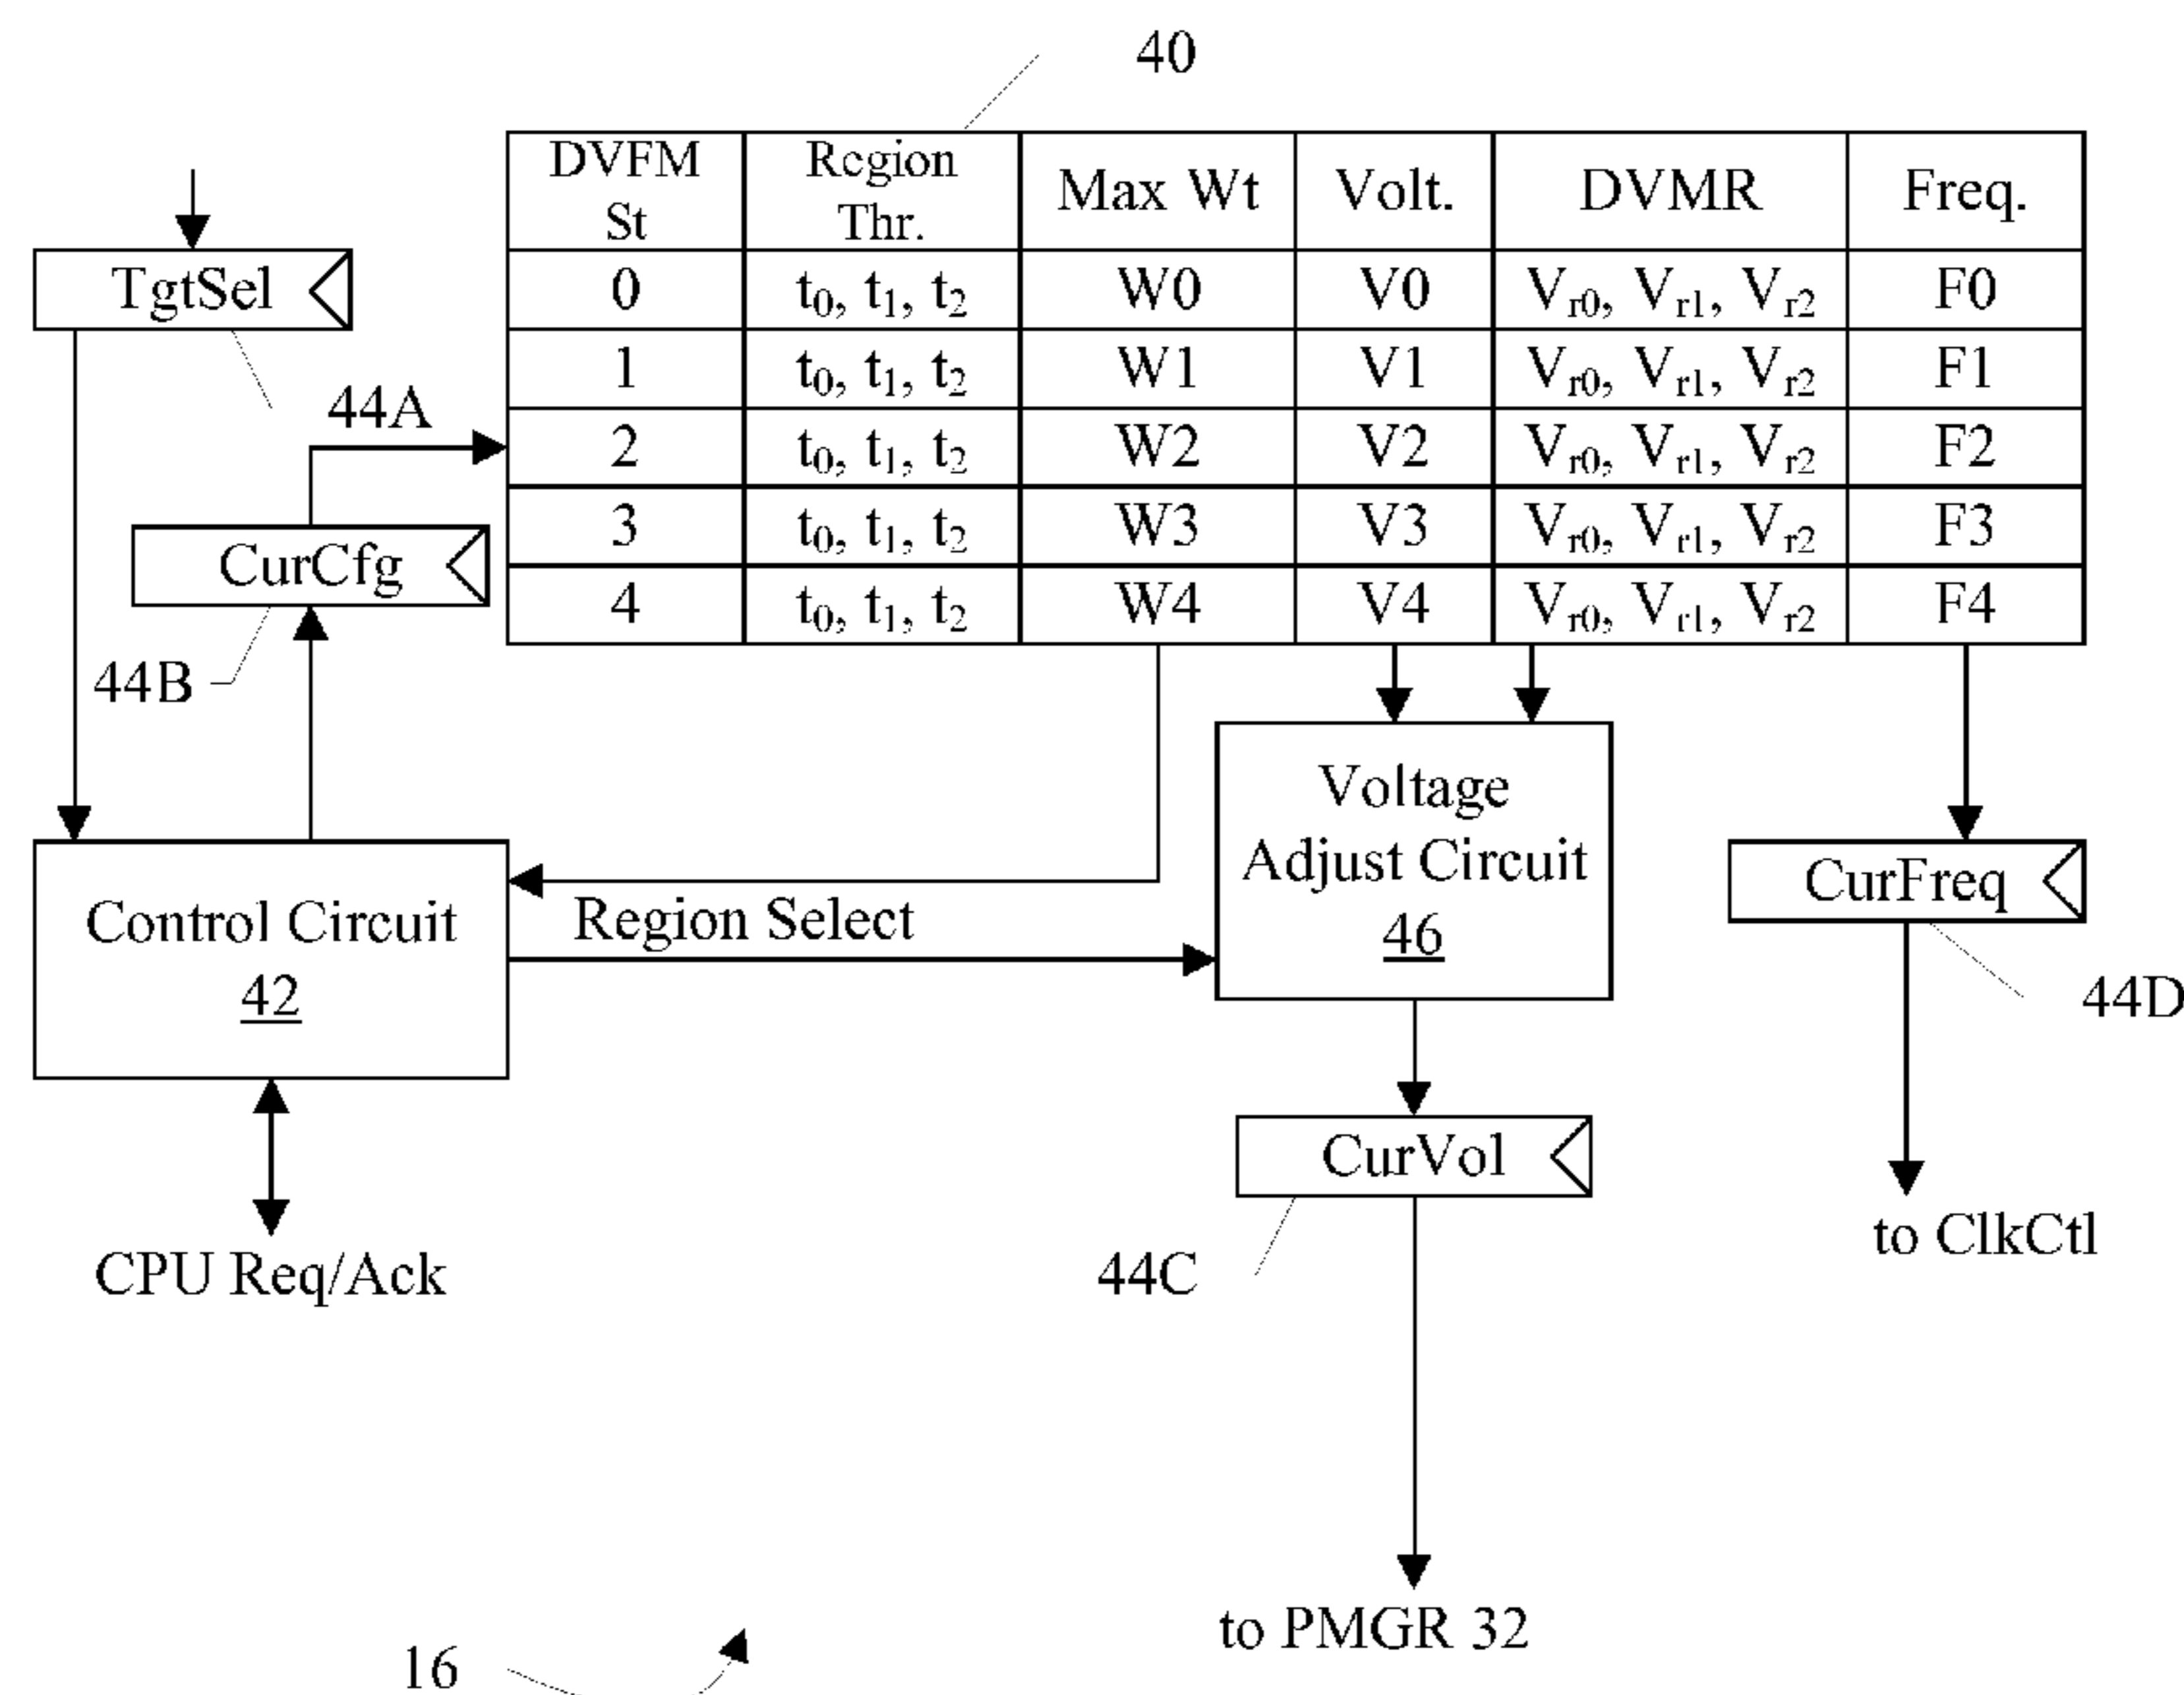 40
DVFM St | Region Thr. | Max Wt | Volt. | DVMR | Freq.
0 | t0, t1, t2 | W0 | V0 | Vr0, Vr1, Vr2 | F0
1 | t0, t1, t2 | W1 | V1 | Vr0, Vr1, Vr2 | F1
2 | t0, t1, t2 | W2 | V2 | Vr0, Vr1, Vr2 | F2
3 | t0, t1, t2 | W3 | V3 | Vr0, Vr1, Vr2 | F3
4 | t0, t1, t2 | W4 | V4 | Vr0, Vr1, Vr2 | F4
TgtSel
44A
CurCfg
44B
Voltage
Adjust Circuit
46
CurFreq
44D
Control Circuit
42
Region Select
CurVol
44C
to ClkCtl
CPU Req/Ack
to PMGR 32
16